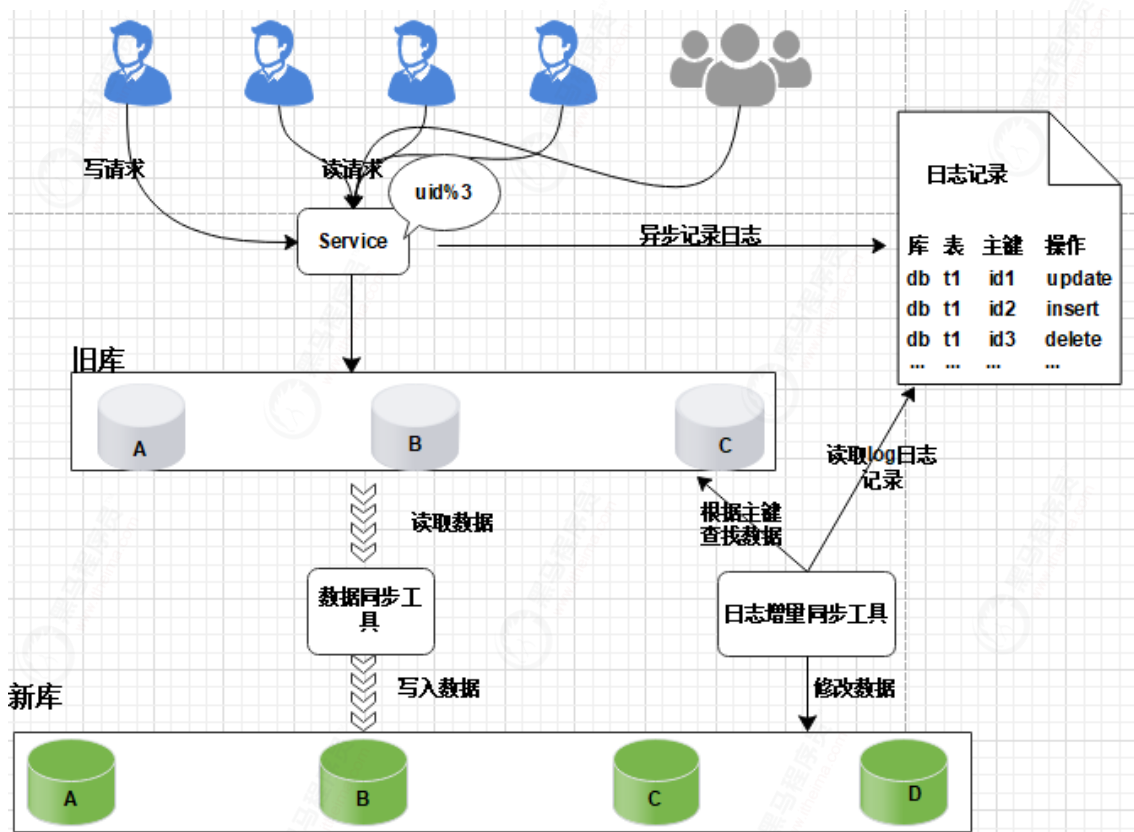 写请求
读请求
uid%3
Service
异步记录日志
日志记录
库 表 主键 操作
db t1 id1 update
db t1 id2 insert
db t1 id3 delete
... ... ... ...
旧库
A
B
C
读取数据
根据主键
查找数据
读取log日志
记录
数据同步工
具
日志增量同步工具
写入数据
修改数据
新库
A
B
C
D